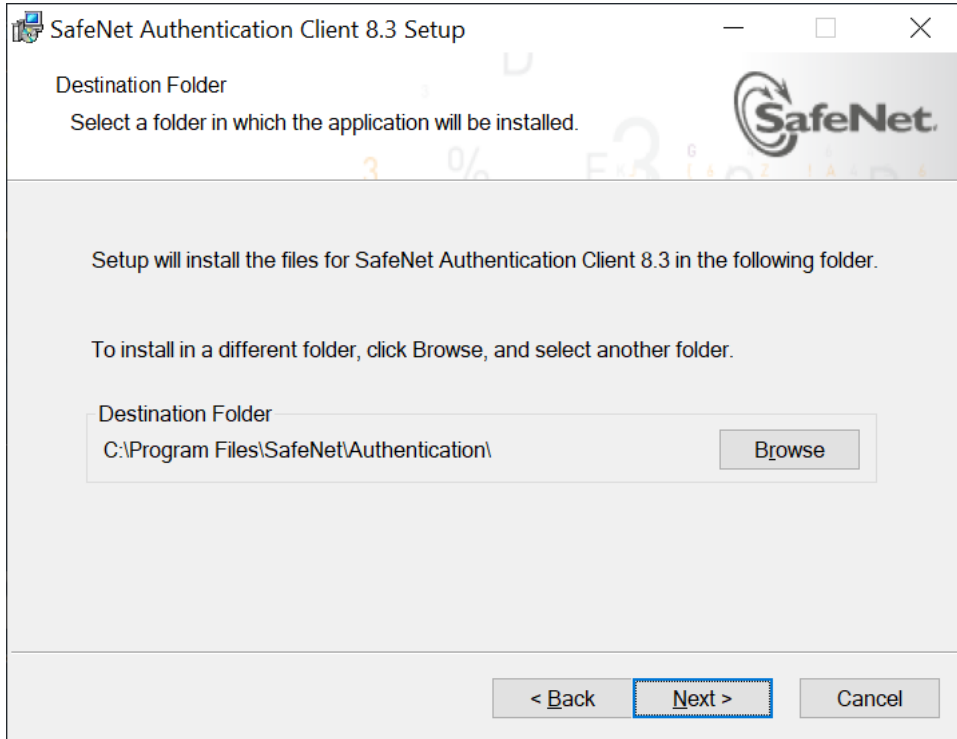 SafeNet Authentication Client 8.3 Setup
Destination Folder
Select a folder in which the application will be installed.
SafeNet.
Setup will install the files for SafeNet Authentication Client 8.3 in the following folder.
To install in a different folder, click Browse, and select another folder.
Destination Folder
C:\Program Files\SafeNet\Authentication\
Browse
< Back
Next >
Cancel